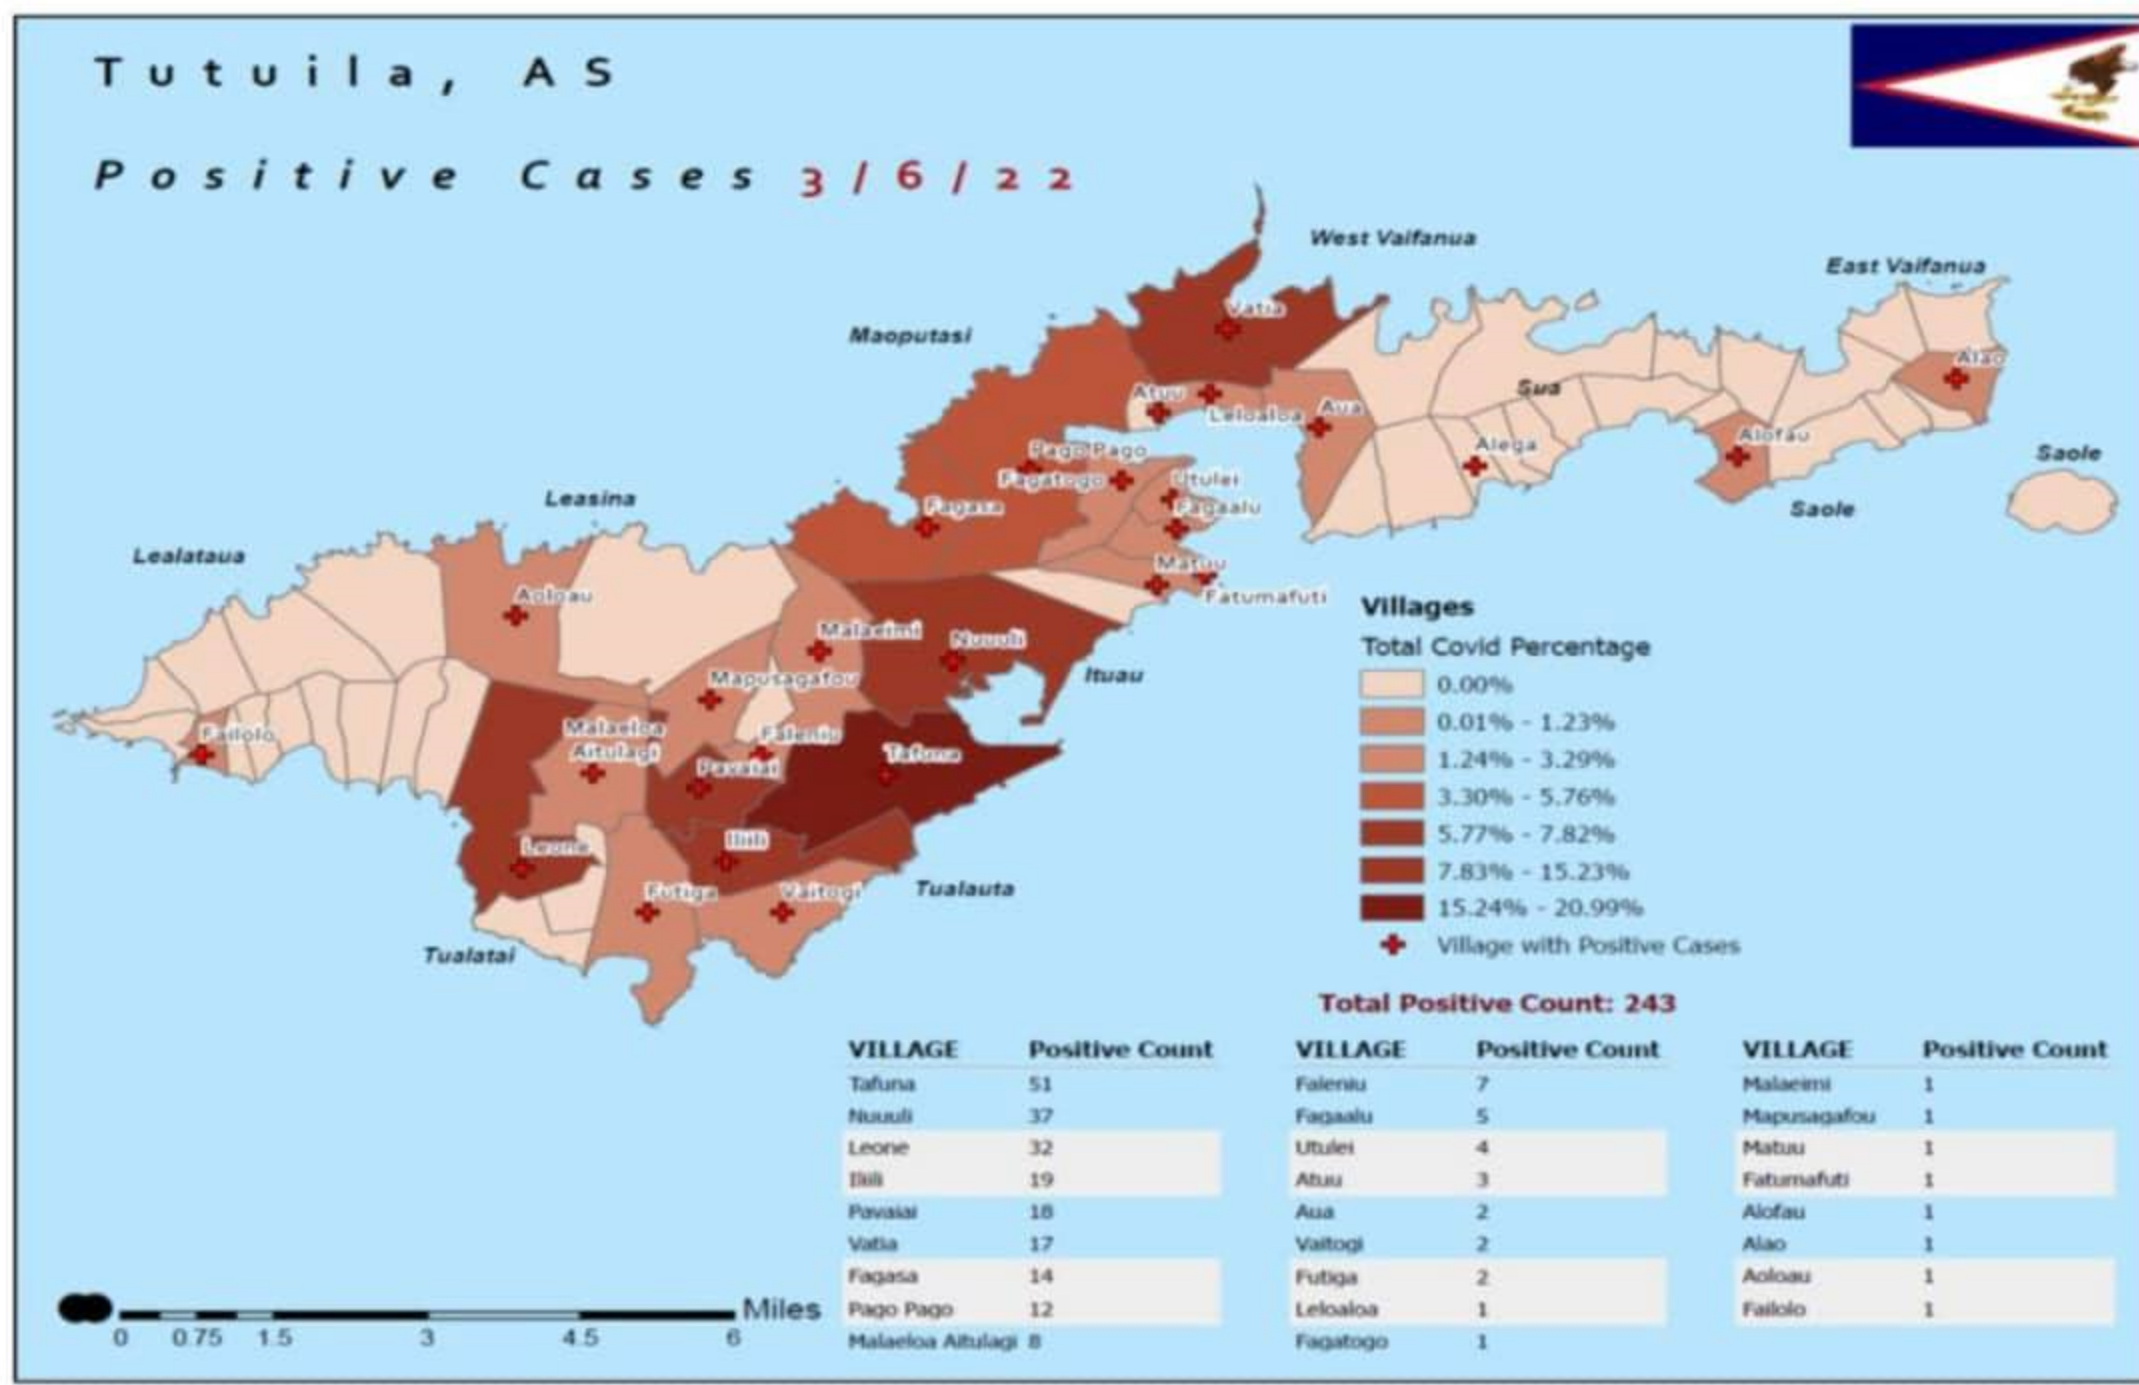 Tutuila, AS
Positive Cases 3/6/22
West Vaifanua
East Vaifanua
Maoputasi
Vatia
Alao
Sua
Atuu
Leloaloa
Aua
Alega
Alofau
Saole
Saole
Pago Pago
Fagatogo
Utulei
Fagaalu
Fagasa
Leasina
Lealataua
Matuu
Fatumafuti
Aoloau
Malaeimi
Nuuuli
Ituau
Mapusagafou
Failolo
Malaeloa
Aitulagi
Faleniu
Pavaiai
Tafuna
Leone
Iliili
Futiga
Vaitogi
Tualauta
Tualatai
Villages
Total Covid Percentage
0.00%
0.01% - 1.23%
1.24% - 3.29%
3.30% - 5.76%
5.77% - 7.82%
7.83% - 15.23%
15.24% - 20.99%
Village with Positive Cases
Total Positive Count: 243
VILLAGE Positive Count
Tafuna 51
Nuuuli 37
Leone 32
Iliili 19
Pavaiai 18
Vatia 17
Fagasa 14
Pago Pago 12
Malaeloa Aitulagi 8
VILLAGE Positive Count
Faleniu 7
Fagaalu 5
Utulei 4
Atuu 3
Aua 2
Vaitogi 2
Futiga 2
Leloaloa 1
Fagatogo 1
VILLAGE Positive Count
Malaeimi 1
Mapusagafou 1
Matuu 1
Fatumafuti 1
Alofau 1
Alao 1
Aoloau 1
Failolo 1
Miles
0 0.75 1.5 3 4.5 6